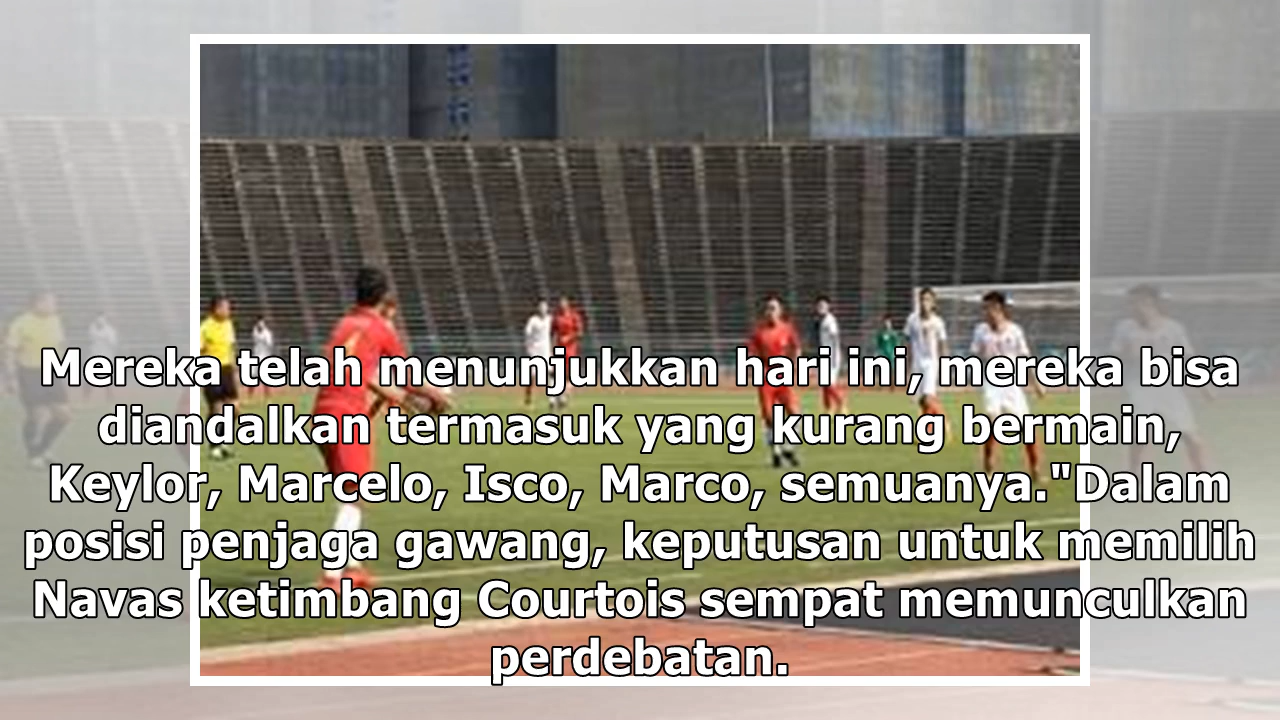 Mereka telah menunjukkan hari ini, mereka bisa
diandalkan termasuk yang kurang bermain,
Keylor, Marcelo, Isco, Marco, semuanya."Dalam
posisi penjaga gawang, keputusan untuk memilih
Navas ketimbang Courtois sempat memunculkan
perdebatan.